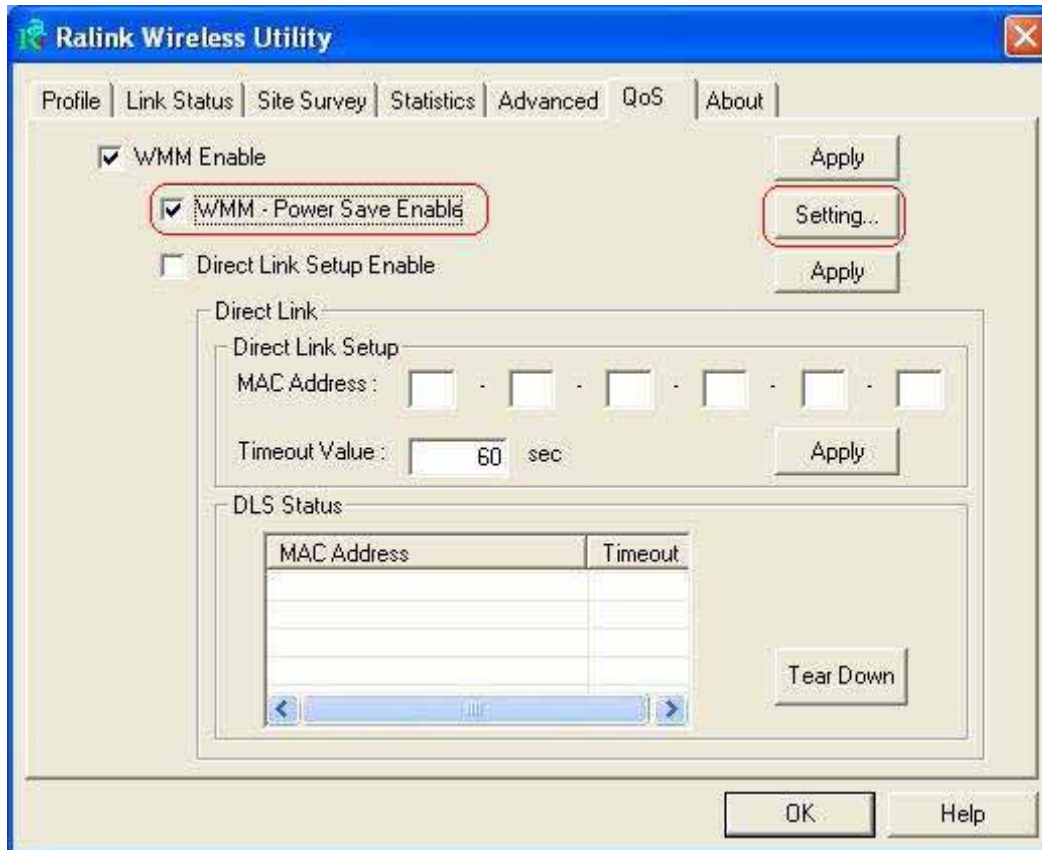 Ralink Wireless Utility
Profile Link Status Site Survey Statistics Advanced QoS About
WMM Enable Apply
WMM - Power Save Enable Setting...
Direct Link Setup Enable Apply
Direct Link
Direct Link Setup
MAC Address : - - - - -
Timeout Value : 60 sec Apply
DLS Status
MAC Address Timeout
Tear Down
OK Help